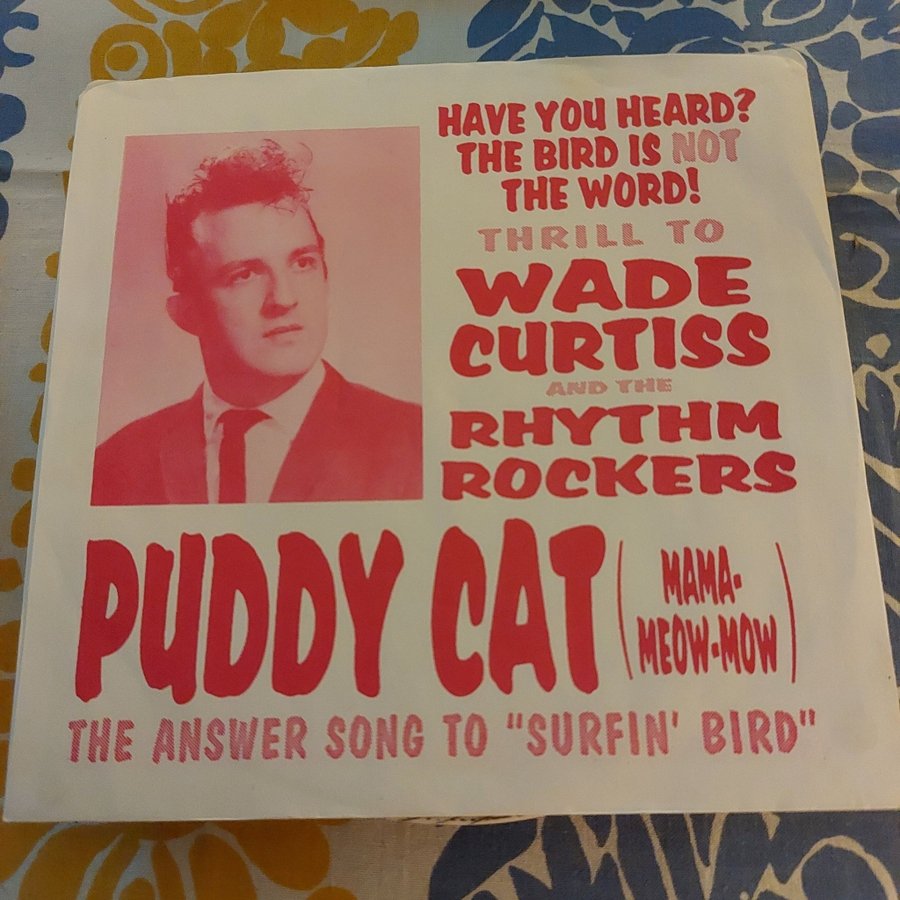 HAVE YOU HEARD?
THE BIRD IS NOT
THE WORD!
THRILL TO
WADE
CURTISS
AND THE
RHYTHM
ROCKERS
PUDDY CAT (MAMA-
MEOW-MOW)
THE ANSWER SONG TO "SURFIN' BIRD"